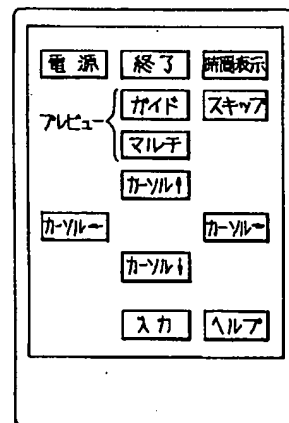 電源 終了 時間表示
ガイド スキップ
プレビュー
マルチ
カーソル↑
カーソル← カーソル→
カーソル↓
入力 ヘルプ